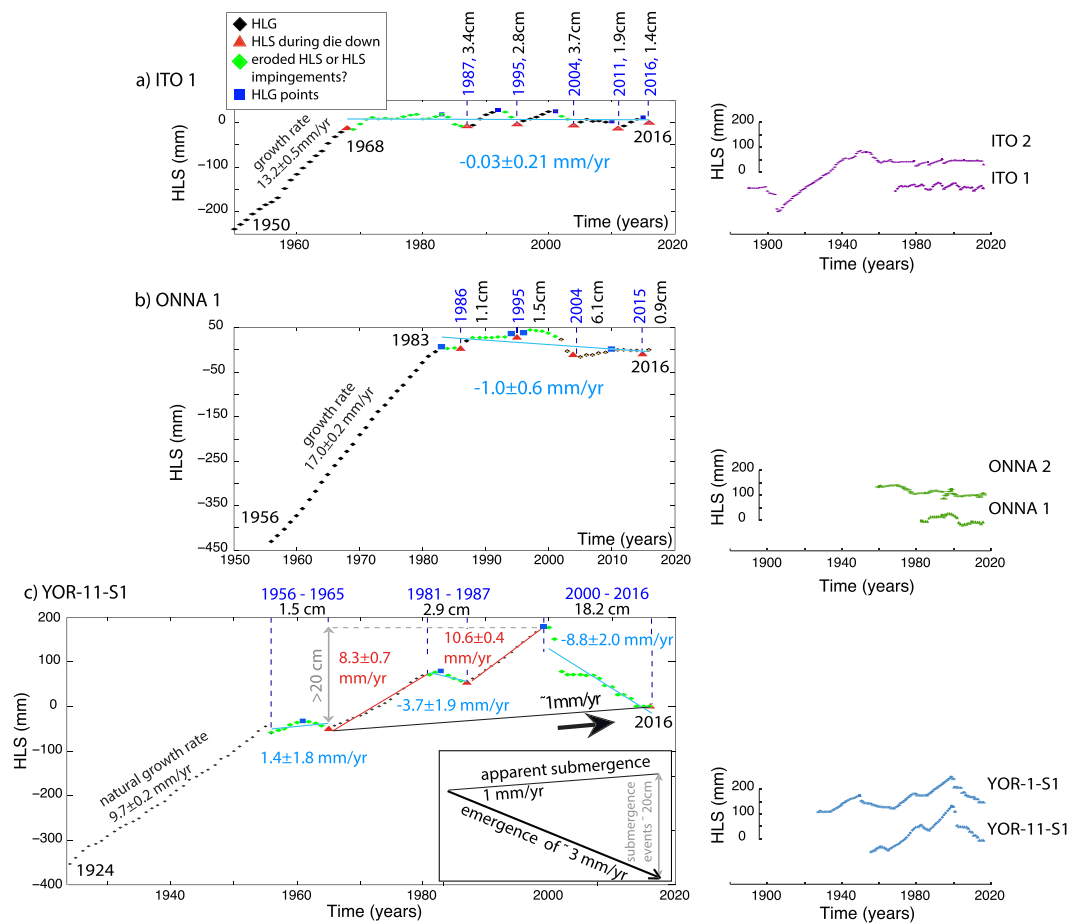 HLG
HLS during die down
eroded HLS or HLS
impingements?
HLG points
a) ITO 1
1987, 3.4cm
1995, 2.8cm
2004, 3.7cm
2011, 1.9cm
2016, 1.4cm
HLS (mm)
0
−100
−200
growth rate
13.2±0.5mm/yr
1968
1950
-0.03±0.21 mm/yr
2016
Time (years)
1960
1980
2000
2020
HLS (mm)
200
100
0
ITO 2
ITO 1
1900
1940
1980
2020
Time (years)
b) ONNA 1
1986
1.1cm
1995
1.5cm
2004
6.1cm
2015
0.9cm
HLS (mm)
50
−50
−150
−250
−350
−450
1983
growth rate
17.0±0.2 mm/yr
1956
-1.0±0.6 mm/yr
2016
Time (years)
1950
1960
1970
1980
1990
2000
2010
2020
HLS (mm)
200
100
0
ONNA 2
ONNA 1
1900
1940
1980
2020
Time (years)
c) YOR-11-S1
1956 - 1965
1.5 cm
1981 - 1987
2.9 cm
2000 - 2016
18.2 cm
HLS (mm)
200
100
0
−100
−200
−300
−400
>20 cm
8.3±0.7
mm/yr
10.6±0.4
mm/yr
-8.8±2.0 mm/yr
-3.7±1.9 mm/yr
˜1mm/yr
2016
1.4±1.8 mm/yr
natural growth rate
9.7±0.2 mm/yr
1924
apparent submergence
1 mm/yr
emergence of ˜3 mm/yr
submergence
events ˜20cm
1940
1960
1980
2000
2020
Time (years)
HLS (mm)
200
100
0
YOR-1-S1
YOR-11-S1
1900
1940
1980
2020
Time (years)